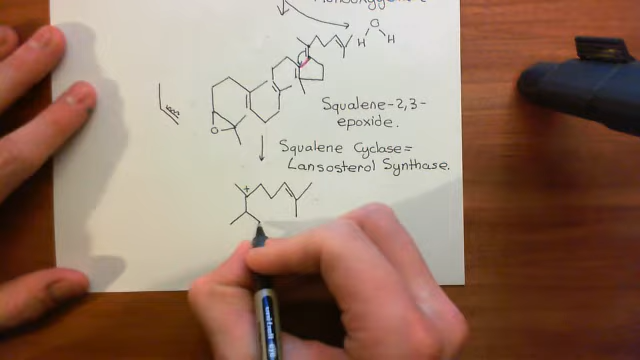 O
H H
Squalene-2,3-
epoxide.
O
Squalene Cyclase=
Lansosterol Synthase.
+